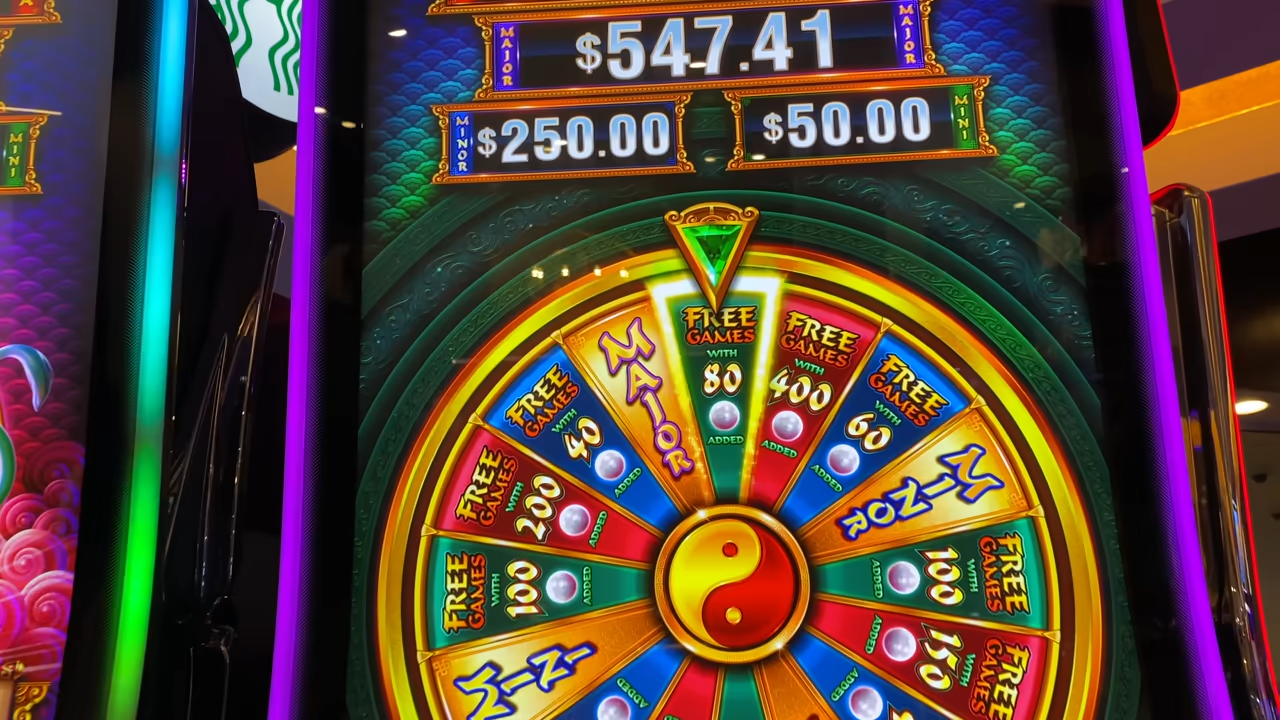 A
MINI
MAJOR
$547.41
MAJOR
MINOR
$250.00
$50.00
MINI
MAJOR
FREE
GAMES
WITH
80
ADDED
FREE
GAMES
WITH
400
ADDED
FREE
GAMES
WITH
60
ADDED
MINOR
FREE
GAMES
WITH
100
ADDED
FREE
GAMES
WITH
150
ADDED
ADDED
ADDED
MINI
FREE
GAMES
WITH
100
ADDED
FREE
GAMES
WITH
200
ADDED
FREE
GAMES
WITH
40
ADDED